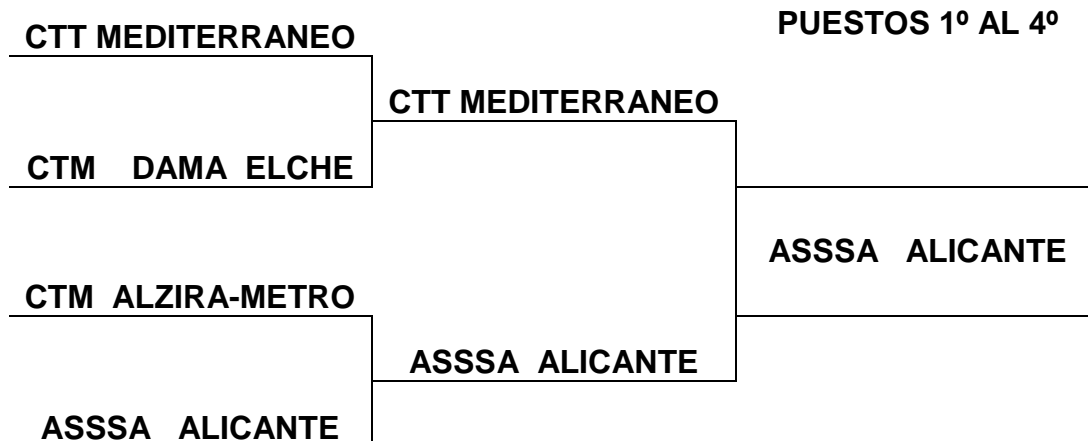 PUESTOS 1º AL 4º
CTT MEDITERRANEO
CTT MEDITERRANEO
CTM DAMA ELCHE
ASSSA ALICANTE
CTM ALZIRA-METRO
ASSSA ALICANTE
ASSSA ALICANTE